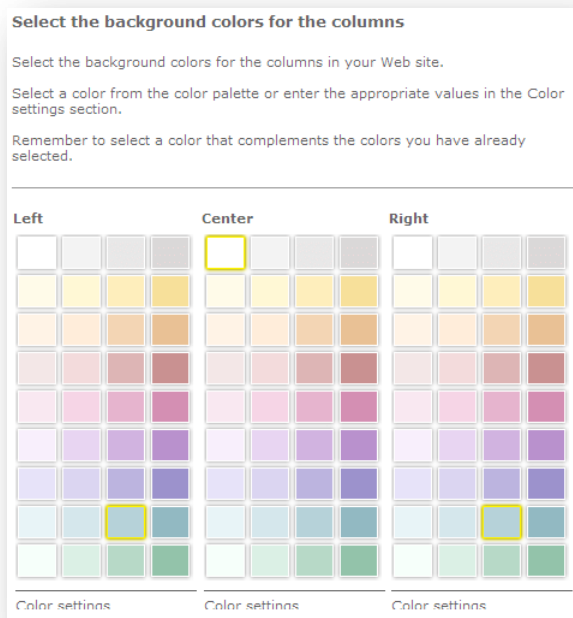 Select the background colors for the columns
Select the background colors for the columns in your Web site.
Select a color from the color palette or enter the appropriate values in the Color
settings section.
Remember to select a color that complements the colors you have already
selected.
Left Center Right
Color settings Color settings Color settings